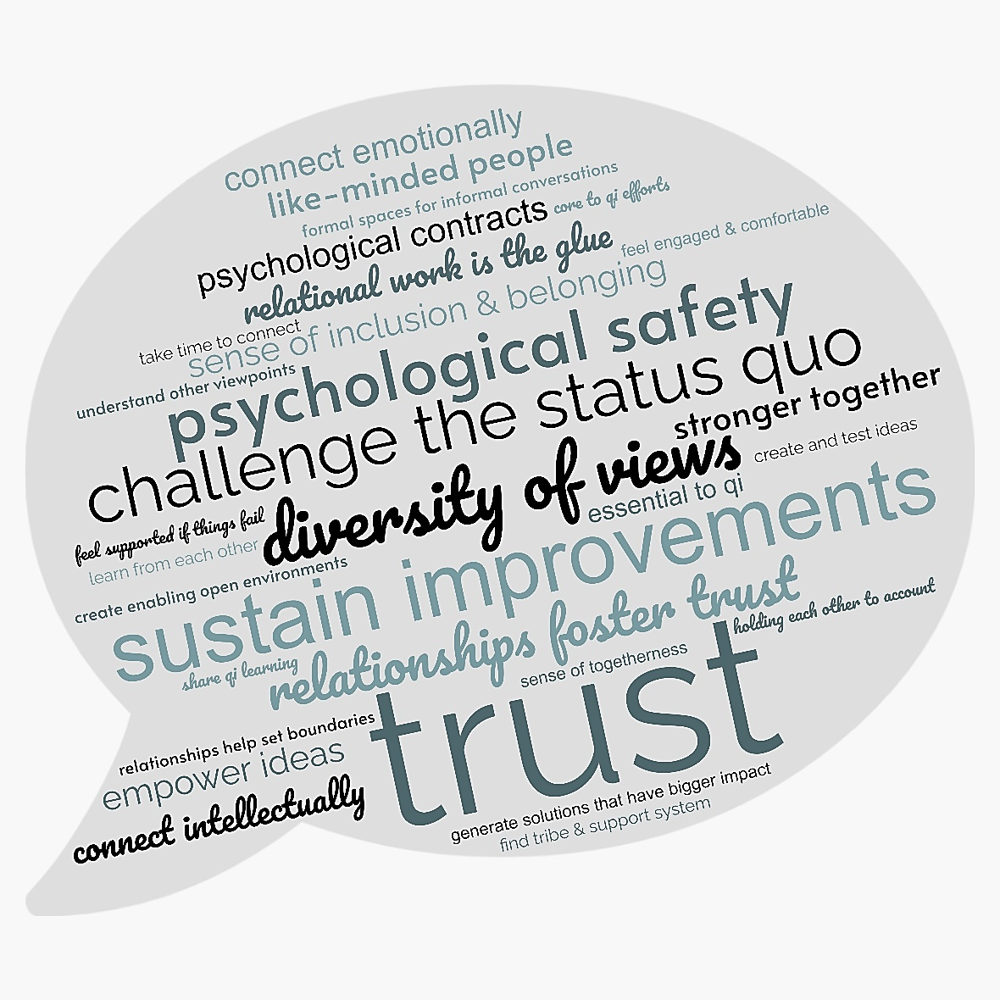 connect emotionally
like-minded people
formal spaces for informal conversations
psychological contracts
core to qi efforts
relational work is the glue
feel engaged & comfortable
take time to connect
sense of inclusion & belonging
understand other viewpoints
psychological safety
challenge the status quo
stronger together
diversity of views
create and test ideas
feel supported if things fail
essential to qi
learn from each other
create enabling open environments
sustain improvements
share qi learning
relationships foster trust
holding each other to account
sense of togetherness
trust
relationships help set boundaries
empower ideas
connect intellectually
generate solutions that have bigger impact
find tribe & support system